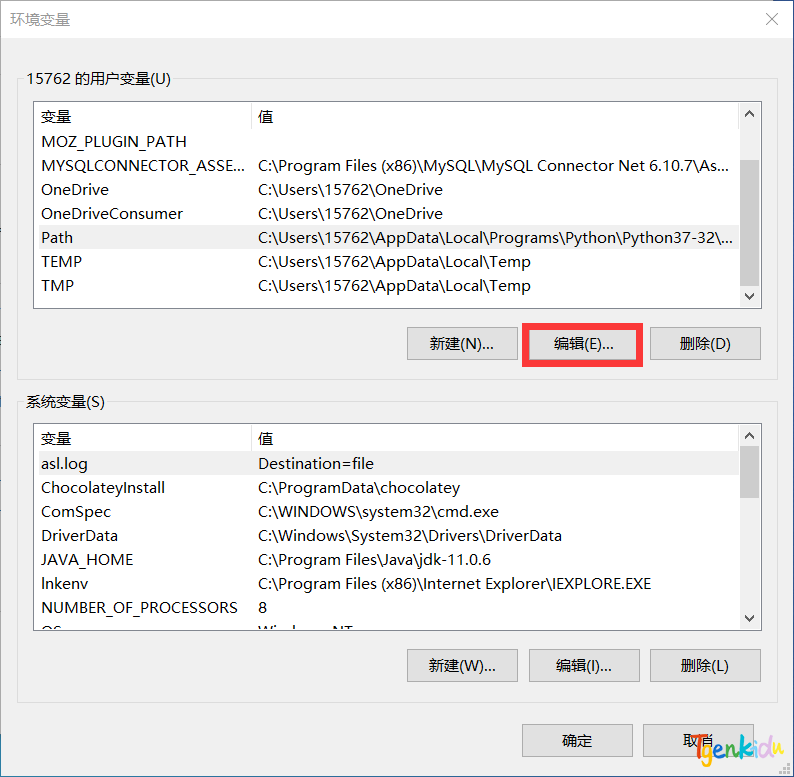 环境变量
15762 的用户变量(U)
变量 值
MOZ_PLUGIN_PATH
MYSQLCONNECTOR_ASSE... C:\Program Files (x86)\MySQL\MySQL Connector Net 6.10.7\As...
OneDrive C:\Users\15762\OneDrive
OneDriveConsumer C:\Users\15762\OneDrive
Path C:\Users\15762\AppData\Local\Programs\Python\Python37-32\...
TEMP C:\Users\15762\AppData\Local\Temp
TMP C:\Users\15762\AppData\Local\Temp
新建(N)... 编辑(E)... 删除(D)
系统变量(S)
变量 值
asl.log Destination=file
ChocolateyInstall C:\ProgramData\chocolatey
ComSpec C:\WINDOWS\system32\cmd.exe
DriverData C:\Windows\System32\Drivers\DriverData
JAVA_HOME C:\Program Files\Java\jdk-11.0.6
lnkenv C:\Program Files (x86)\Internet Explorer\IEXPLORE.EXE
NUMBER_OF_PROCESSORS 8
OS Windows_NT
新建(W)... 编辑(I)... 删除(L)
确定 取消
Tgenkidu